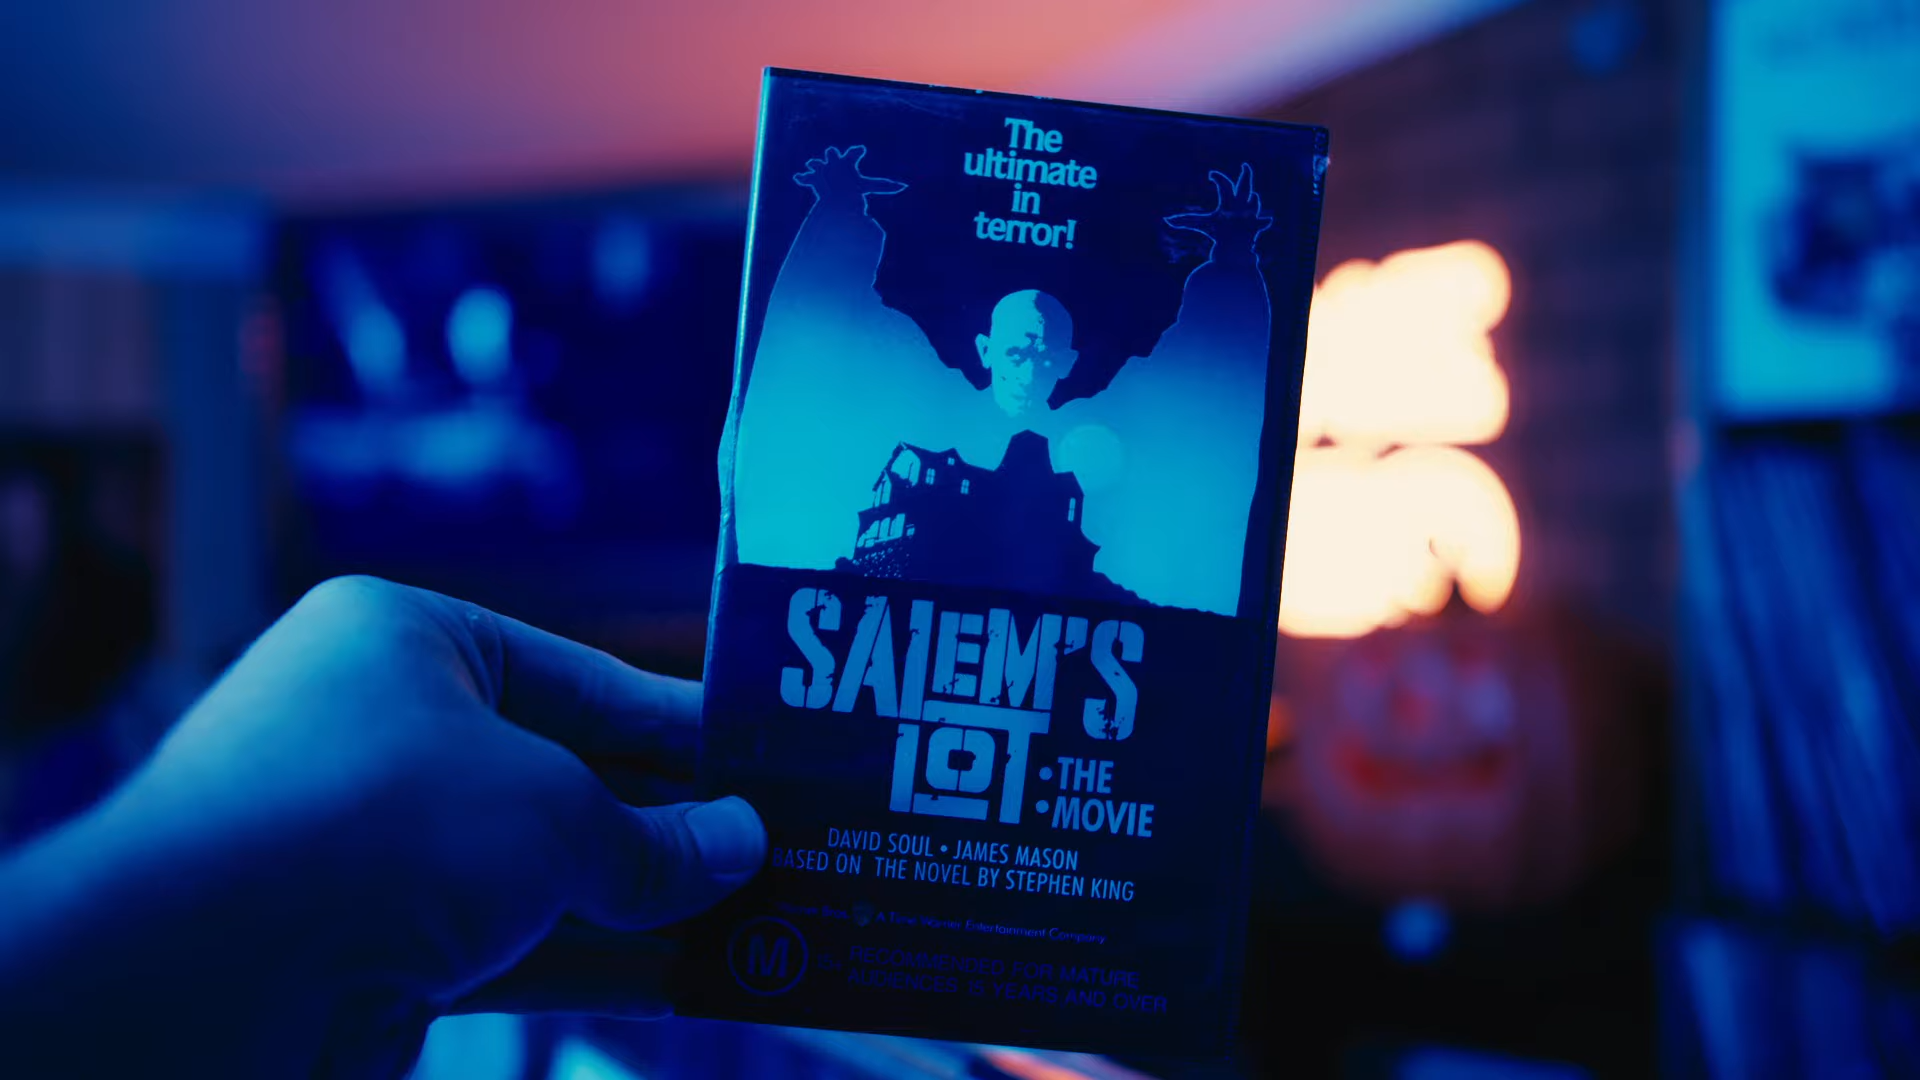 The
ultimate
in
terror!
SALEM'S
LOT
: THE
MOVIE
DAVID SOUL • JAMES MASON
BASED ON THE NOVEL BY STEPHEN KING
A Time Warner Entertainment Company
M
RECOMMENDED FOR MATURE
AUDIENCES 15 YEARS AND OVER